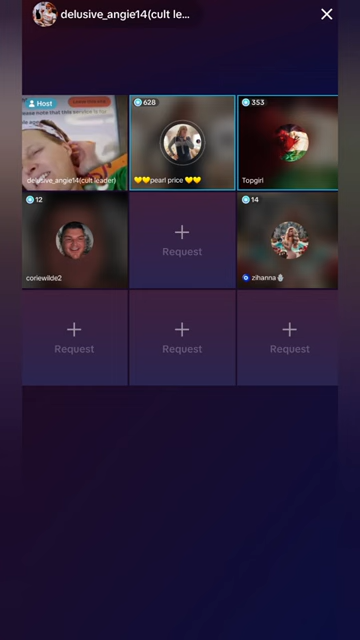 delusive_angie14(cult le...
Host
628
353
delusive_angie14(cult leader)
💛💛pearl price 💛💛
Topgirl
12
14
Request
coriewilde2
zihanna
Request
Request
Request